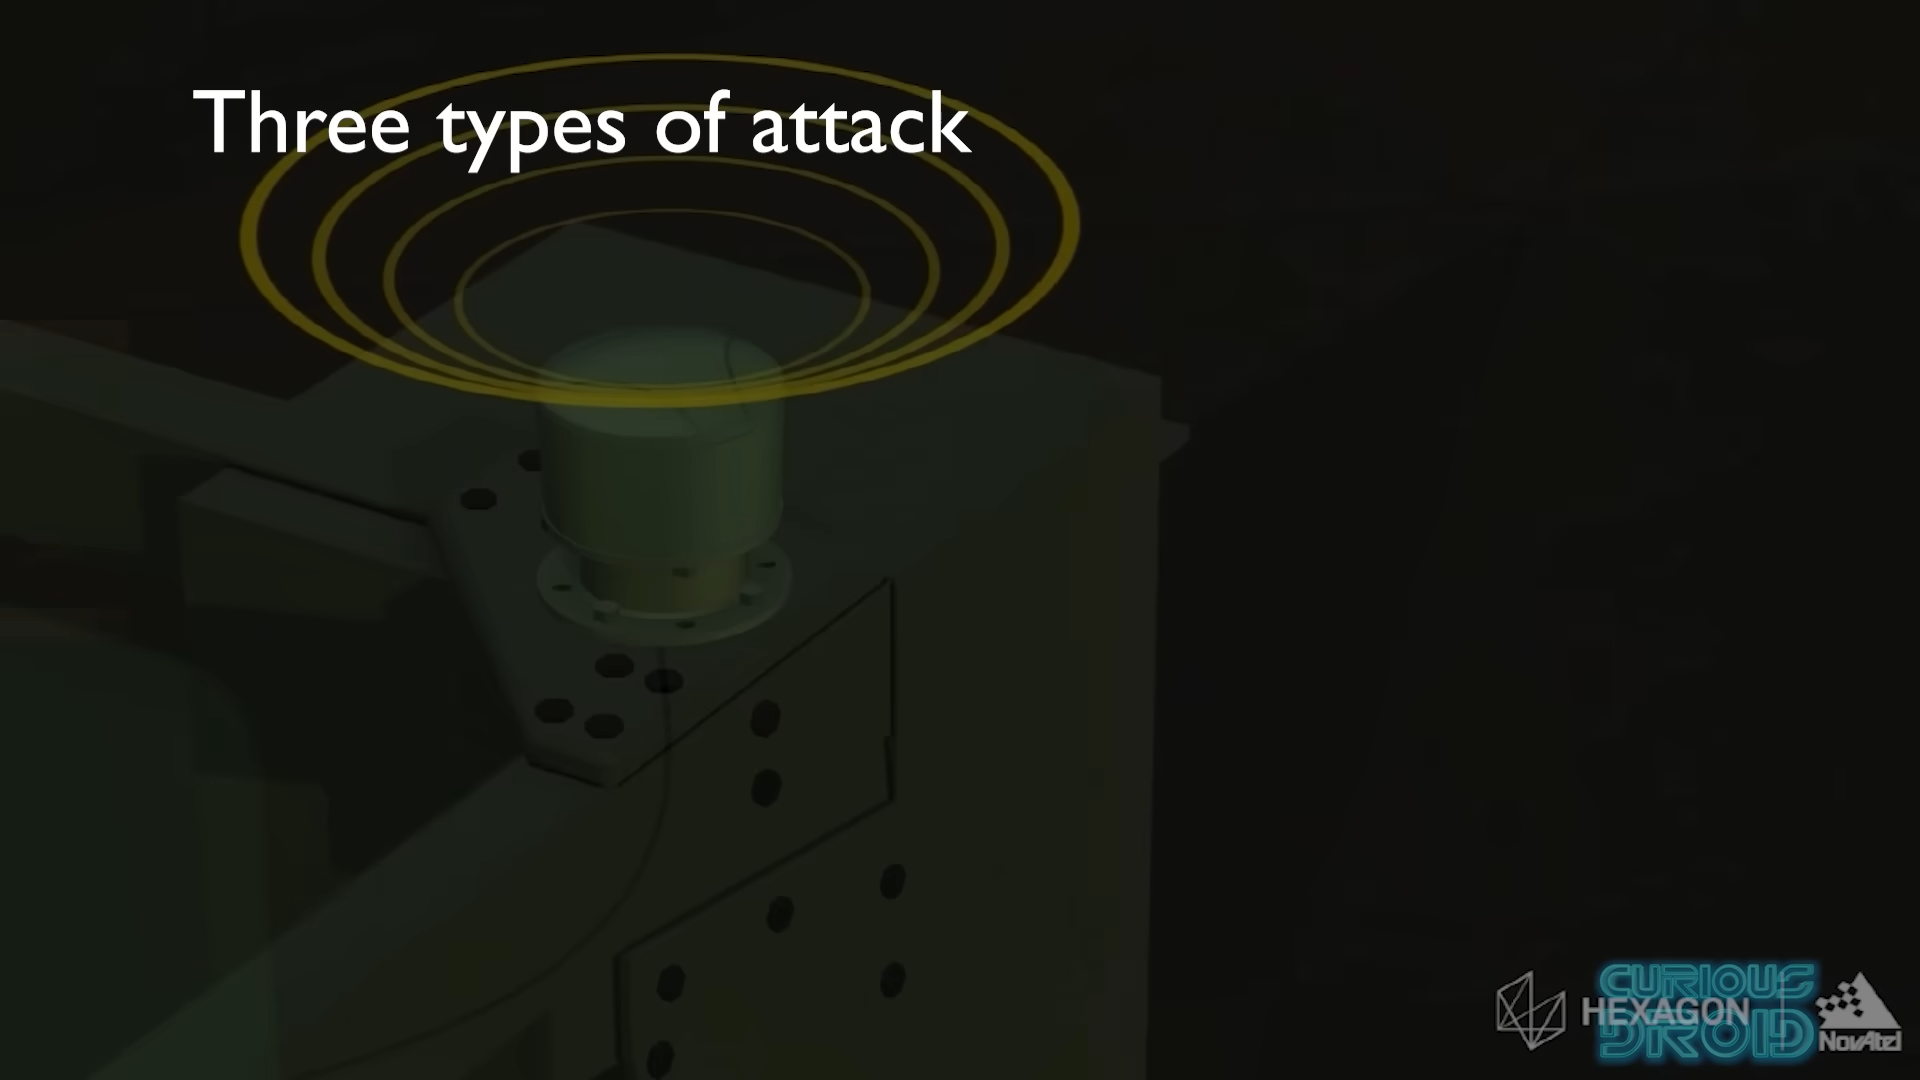 Three types of attack
CURIOUS
DROID
HEXAGON
NovAtel